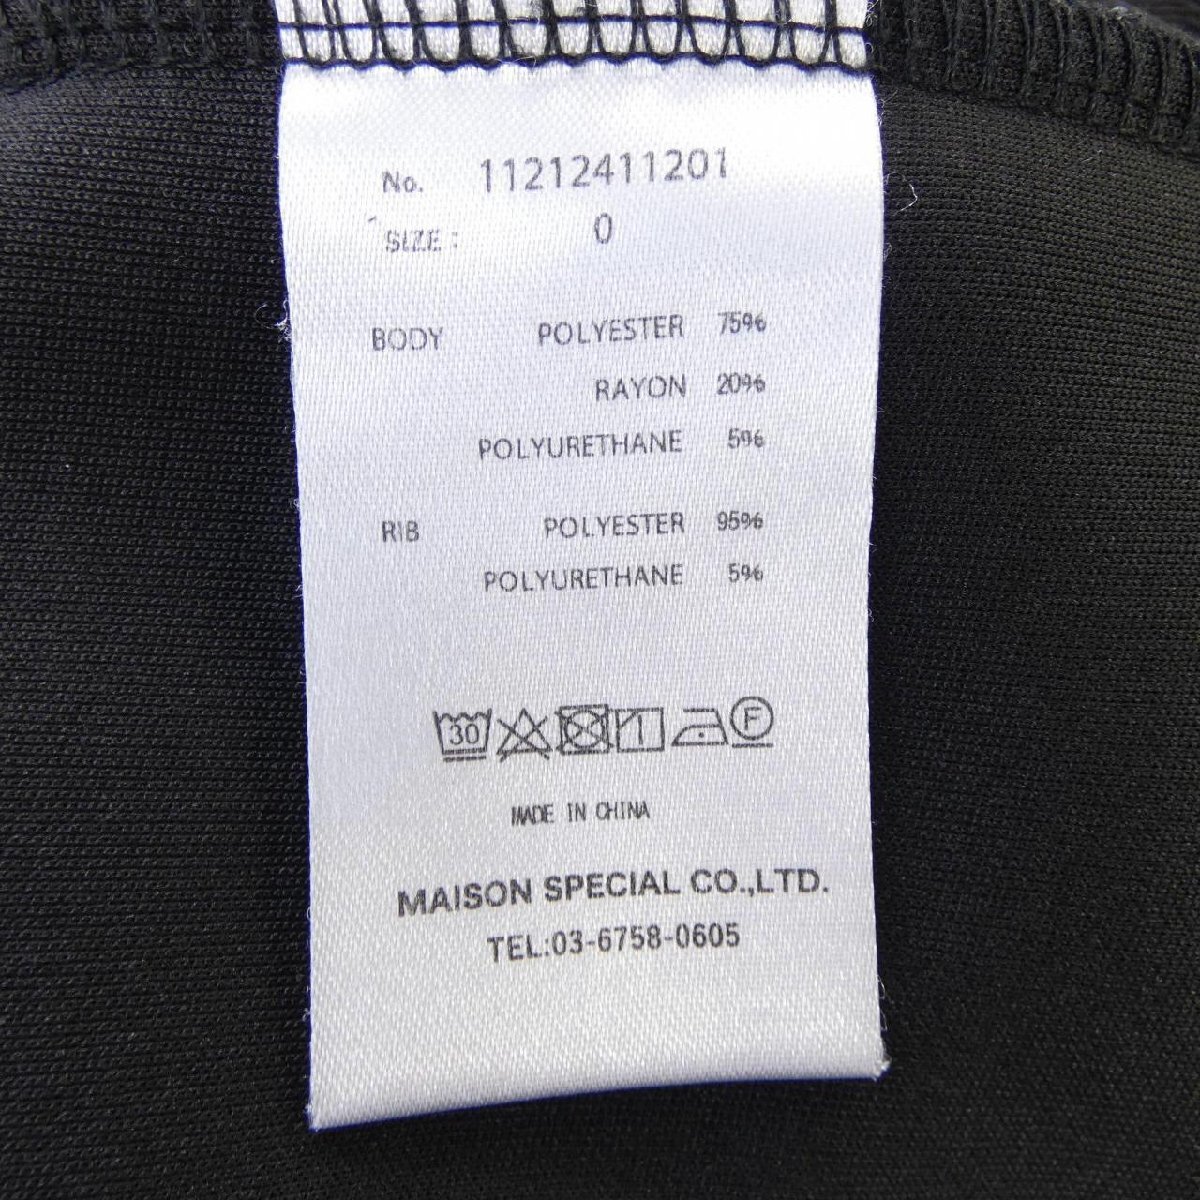 No. 11212411201
SIZE : 0
BODY POLYESTER 75%
RAYON 20%
POLYURETHANE 5%
RIB POLYESTER 95%
POLYURETHANE 5%
30 F
MADE IN CHINA
MAISON SPECIAL CO.,LTD.
TEL:03-6758-0605